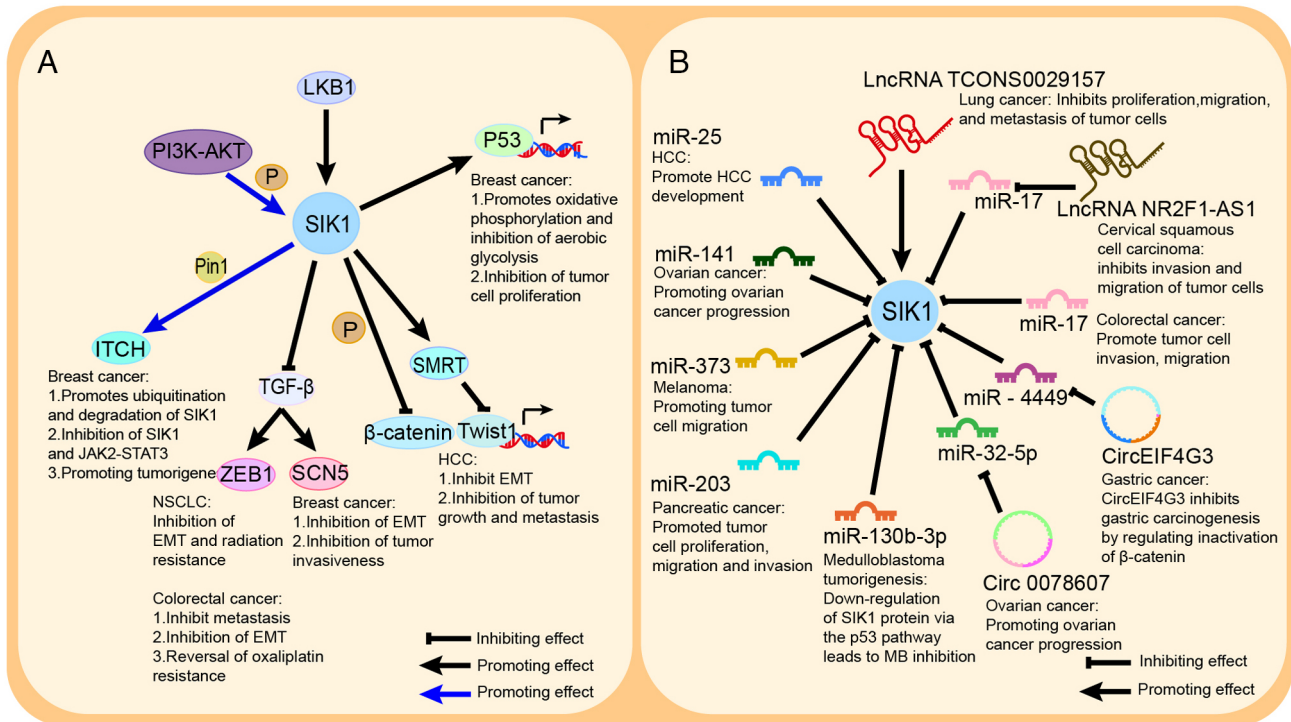 A
LKB1
PI3K-AKT
P
P53
SIK1
Breast cancer:
1.Promotes oxidative
phosphorylation and
inhibition of aerobic
glycolysis
2.Inhibition of tumor
cell proliferation
Pin1
P
ITCH
Breast cancer:
1.Promotes ubiquitination
and degradation of SIK1
2.Inhibition of SIK1
and JAK2-STAT3
3.Promoting tumorigene
TGF-β
SMRT
β-catenin
Twist1
HCC:
1.Inhibit EMT
2.Inhibition of tumor
growth and metastasis
ZEB1
SCN5
NSCLC:
Inhibition of
EMT and radiation
resistance
Breast cancer:
1.Inhibition of EMT
2.Inhibition of tumor
invasiveness
Colorectal cancer:
1.Inhibit metastasis
2.Inhibition of EMT
3.Reversal of oxaliplatin
resistance
Inhibiting effect
Promoting effect
Promoting effect
B
LncRNA TCONS0029157
Lung cancer: Inhibits proliferation,migration,
and metastasis of tumor cells
miR-25
HCC:
Promote HCC
development
miR-17
LncRNA NR2F1-AS1
Cervical squamous
cell carcinoma:
inhibits invasion and
migration of tumor cells
miR-141
Ovarian cancer:
Promoting ovarian
cancer progression
SIK1
miR-17
Colorectal cancer:
Promote tumor cell
invasion, migration
miR-373
Melanoma:
Promoting tumor
cell migration
miR - 4449
CircEIF4G3
Gastric cancer:
CircEIF4G3 inhibits
gastric carcinogenesis
by regulating inactivation
of β-catenin
miR-32-5p
miR-203
Pancreatic cancer:
Promoted tumor
cell proliferation,
migration and invasion
miR-130b-3p
Medulloblastoma
tumorigenesis:
Down-regulation
of SIK1 protein via
the p53 pathway
leads to MB inhibition
Circ 0078607
Ovarian cancer:
Promoting ovarian
cancer progression
Inhibiting effect
Promoting effect